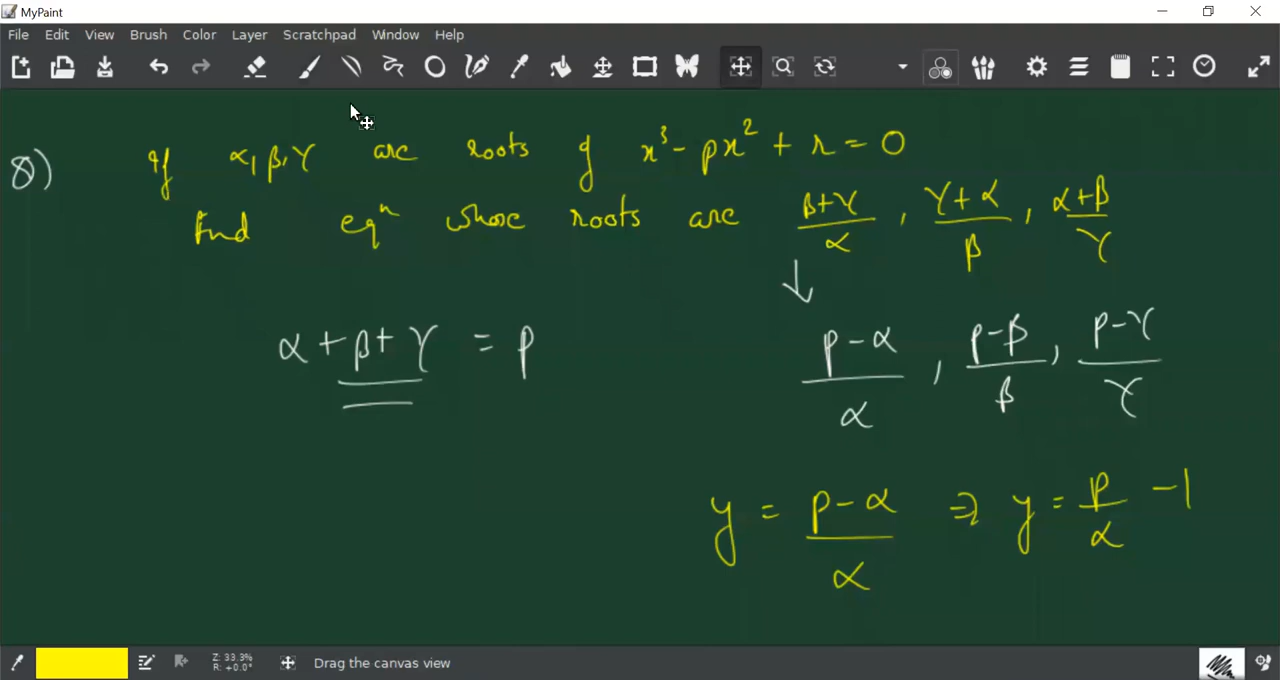 MyPaint
File Edit View Brush Color Layer Scratchpad Window Help
8) If α, β, γ are roots of x³ - px² + r = 0
Find eqⁿ whose roots are (β+γ)/α , (γ+α)/β , (α+β)/γ
↓
α + β + γ = p
(p-α)/α , (p-β)/β , (p-γ)/γ
y = (p-α)/α ⇒ y = p/α - 1
Z: 33.3%
R: +0.0°
Drag the canvas view